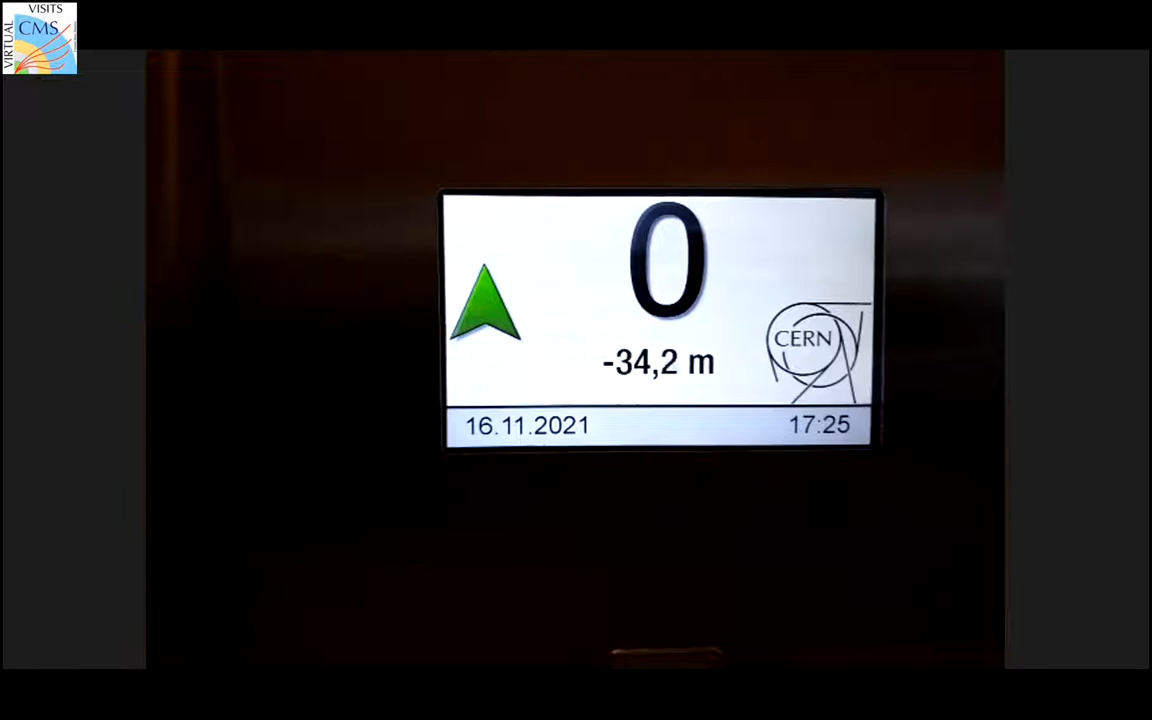 VISITS
VIRTUAL
CMS
0
-34,2 m
CERN
16.11.2021
17:25